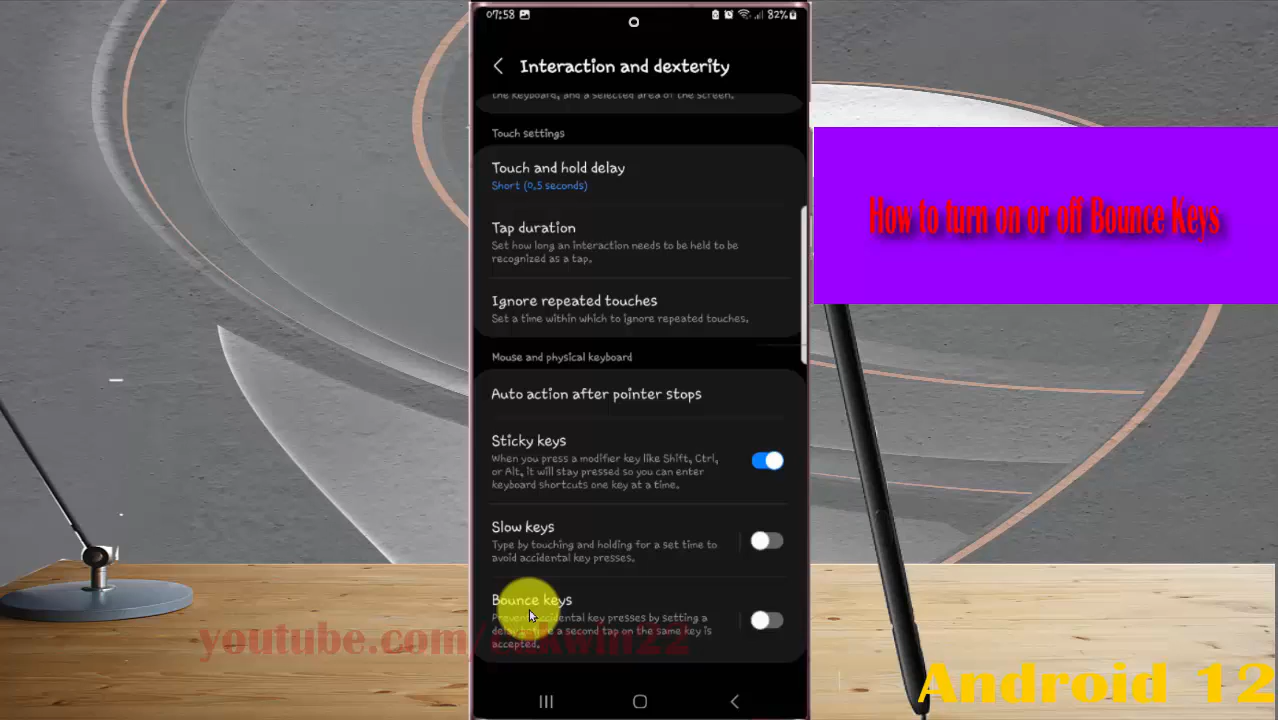 07:58
82%
Interaction and dexterity
the keyboard, and a selected area of the screen.
Touch settings
Touch and hold delay
Short (0.5 seconds)
Tap duration
Set how long an interaction needs to be held to be
recognized as a tap.
Ignore repeated touches
Set a time within which to ignore repeated touches.
Mouse and physical keyboard
Auto action after pointer stops
Sticky keys
When you press a modifier key like Shift, Ctrl,
or Alt, it will stay pressed so you can enter
keyboard shortcuts one key at a time.
Slow keys
Type by touching and holding for a set time to
avoid accidental key presses.
Bounce keys
Prevent accidental key presses by setting a
delay before a second tap on the same key is
accepted.
How to turn on or off Bounce Keys
Android 12